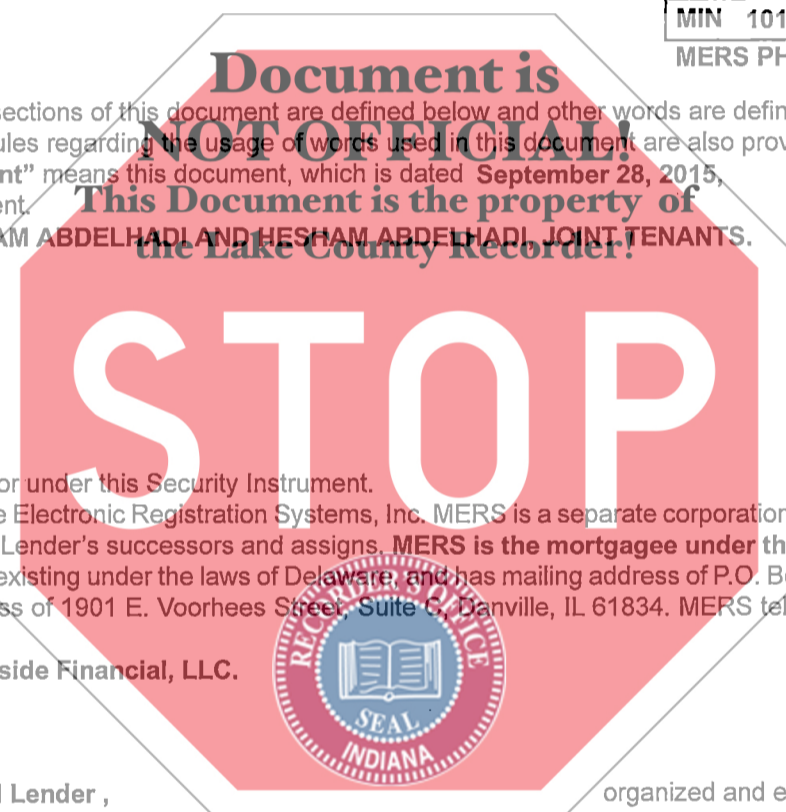 MIN 101
MERS PH
Document is
sections of this document are defined below and other words are defin
ules regarding the usage of words used in this document are also prov
NOT OFFICIAL!
nt” means this document, which is dated September 28, 2015,
ent.
This Document is the property of
AM ABDELHADI AND HESHAM ABDELHADI, JOINT TENANTS.
the Lake County Recorder!
STOP
or under this Security Instrument.
e Electronic Registration Systems, Inc. MERS is a separate corporation
Lender's successors and assigns. MERS is the mortgagee under th
existing under the laws of Delaware, and has mailing address of P.O. B
ss of 1901 E. Voorhees Street, Suite C, Danville, IL 61834. MERS tel
side Financial, LLC.
RECORDER'S OFFICE
SEAL
INDIANA
Lender ,
organized and e